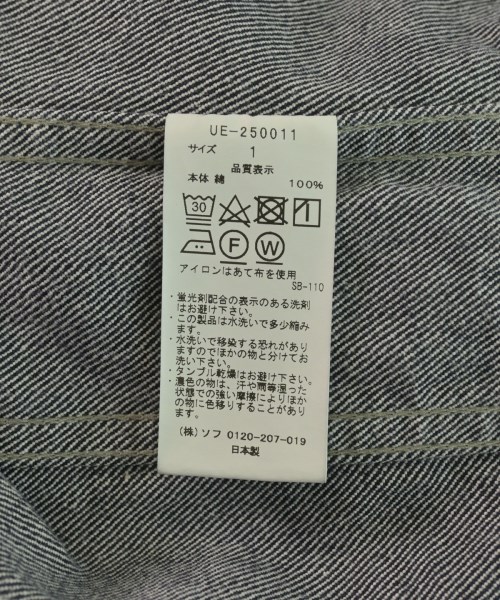 UE-250011
サイズ 1
品質表示
本体 綿 100%
30
F W
アイロンはあて布を使用
SB-110
・蛍光剤配合の表示のある洗剤
はお避け下さい。
・この製品は水洗いで多少縮み
ます。
・水洗いで移染する恐れがあり
ますのでほかの物と分けてお
洗い下さい。
・タンブル乾燥はお避け下さい。
・濃色の物は、汗や雨等湿った
状態での強い摩擦によりほか
の物に色移りすることがあり
ます。
(株)ソフ 0120-207-019
日本製